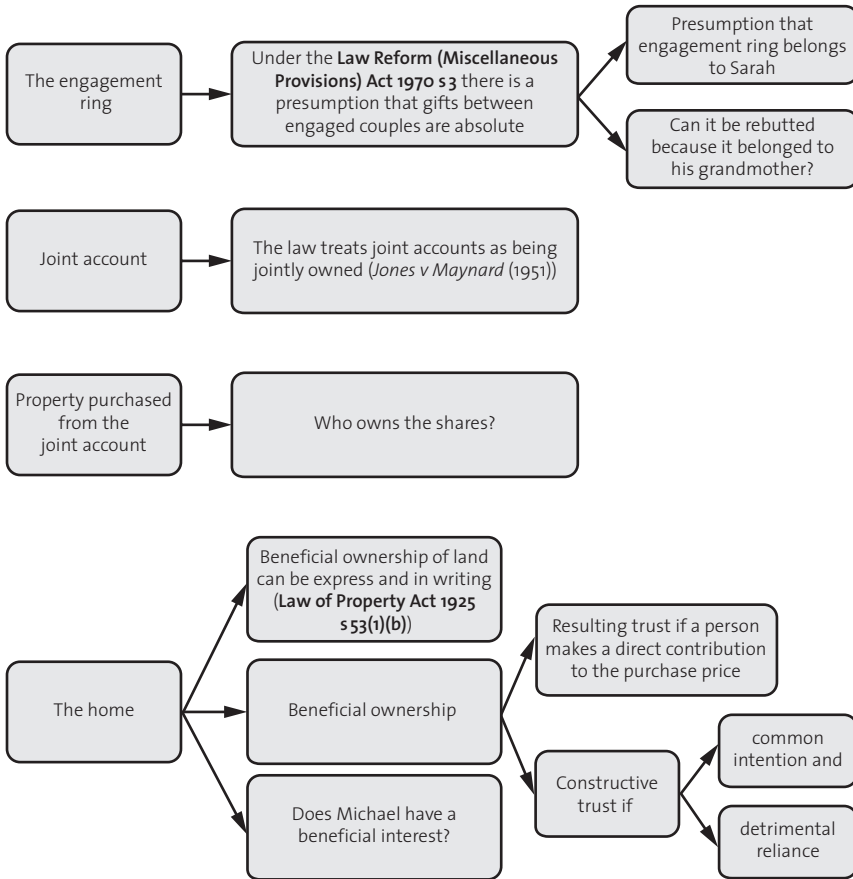 The engagement
ring
Under the Law Reform (Miscellaneous
Provisions) Act 1970 s 3 there is a
presumption that gifts between
engaged couples are absolute
Presumption that
engagement ring belongs
to Sarah
Can it be rebutted
because it belonged to
his grandmother?
Joint account
The law treats joint accounts as being
jointly owned (Jones v Maynard (1951))
Property purchased
from the
joint account
Who owns the shares?
The home
Beneficial ownership of land
can be express and in writing
(Law of Property Act 1925
s 53(1)(b))
Beneficial ownership
Does Michael have a
beneficial interest?
Resulting trust if a person
makes a direct contribution
to the purchase price
Constructive
trust if
common
intention and
detrimental
reliance